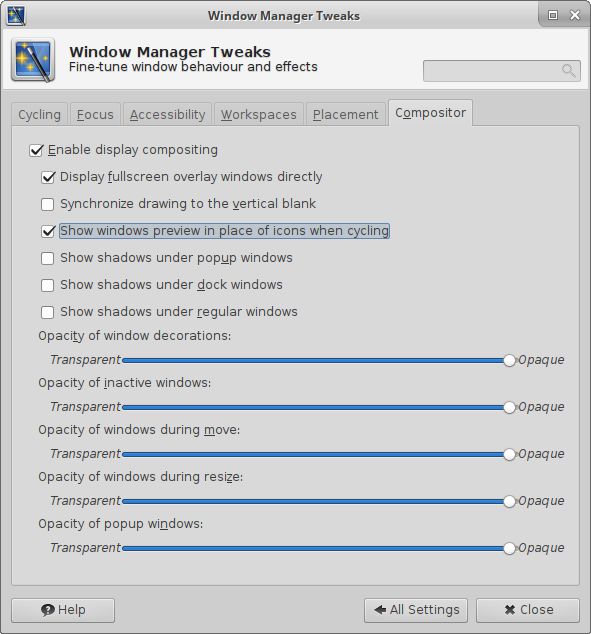 Window Manager Tweaks
Window Manager Tweaks
Fine-tune window behaviour and effects
Cycling Focus Accessibility Workspaces Placement Compositor
Enable display compositing
Display fullscreen overlay windows directly
Synchronize drawing to the vertical blank
Show windows preview in place of icons when cycling
Show shadows under popup windows
Show shadows under dock windows
Show shadows under regular windows
Opacity of window decorations:
Transparent Opaque
Opacity of inactive windows:
Transparent Opaque
Opacity of windows during move:
Transparent Opaque
Opacity of windows during resize:
Transparent Opaque
Opacity of popup windows:
Transparent Opaque
Help All Settings Close